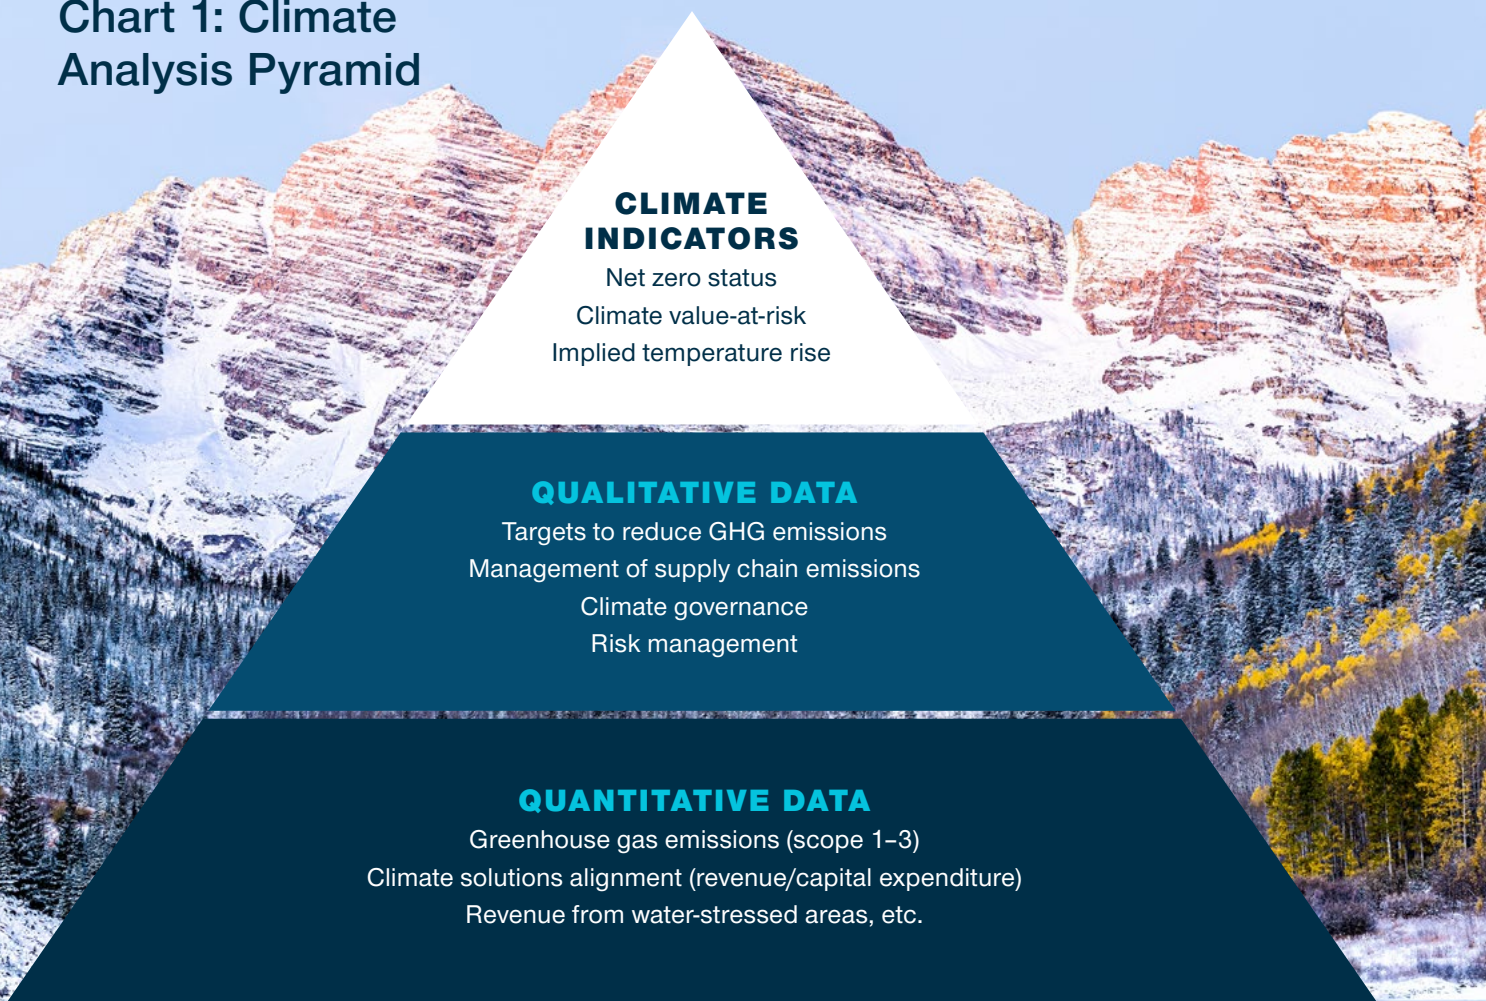 Chart 1: Climate
Analysis Pyramid
CLIMATE
INDICATORS
Net zero status
Climate value-at-risk
Implied temperature rise
QUALITATIVE DATA
Targets to reduce GHG emissions
Management of supply chain emissions
Climate governance
Risk management
QUANTITATIVE DATA
Greenhouse gas emissions (scope 1–3)
Climate solutions alignment (revenue/capital expenditure)
Revenue from water-stressed areas, etc.